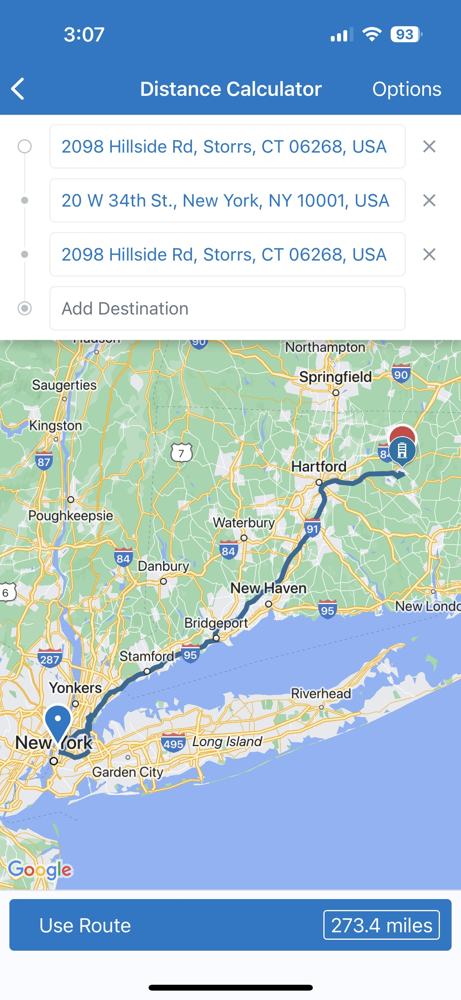 3:07
93
Distance Calculator
Options
2098 Hillside Rd, Storrs, CT 06268, USA
20 W 34th St., New York, NY 10001, USA
2098 Hillside Rd, Storrs, CT 06268, USA
Add Destination
Hudson
90
Northampton
Springfield
90
Saugerties
Kingston
87
7
84
Hartford
Poughkeepsie
Waterbury
91
84
84
Danbury
New Haven
6
95
New Londo
Bridgeport
Stamford
95
287
Yonkers
Riverhead
New York
495
Long Island
Garden City
Google
Use Route
273.4 miles